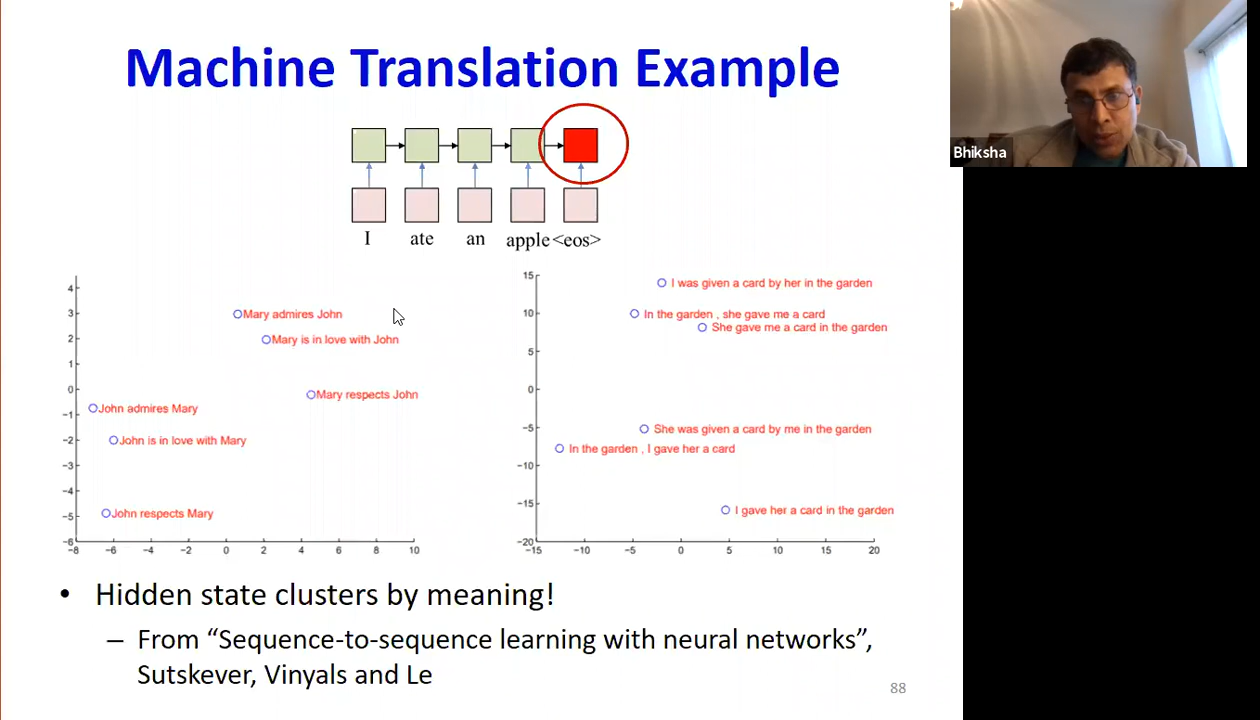 Machine Translation Example
Bhiksha
I ate an apple <eos>
4
3
2
1
0
−1
−2
−3
−4
−5
−6
−8 −6 −4 −2 0 2 4 6 8 10
Mary admires John
Mary is in love with John
Mary respects John
John admires Mary
John is in love with Mary
John respects Mary
15
10
5
0
−5
−10
−15
−20
−15 −10 −5 0 5 10 15 20
I was given a card by her in the garden
In the garden , she gave me a card
She gave me a card in the garden
She was given a card by me in the garden
In the garden , I gave her a card
I gave her a card in the garden
• Hidden state clusters by meaning!
– From “Sequence-to-sequence learning with neural networks”,
Sutskever, Vinyals and Le
88